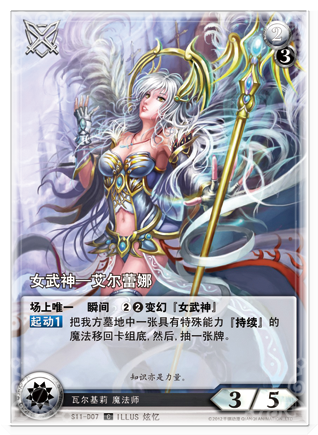 2
3
女武神—艾尔蕾娜
场上唯一 瞬间 2❷变幻『女武神』
起动1 把我方墓地中一张具有特殊能力『持续』的
魔法移回卡组底,然后,抽一张牌。
知识亦是力量。
瓦尔基莉 魔法师
3 / 5
S11-007 C ILLUS 炫忆